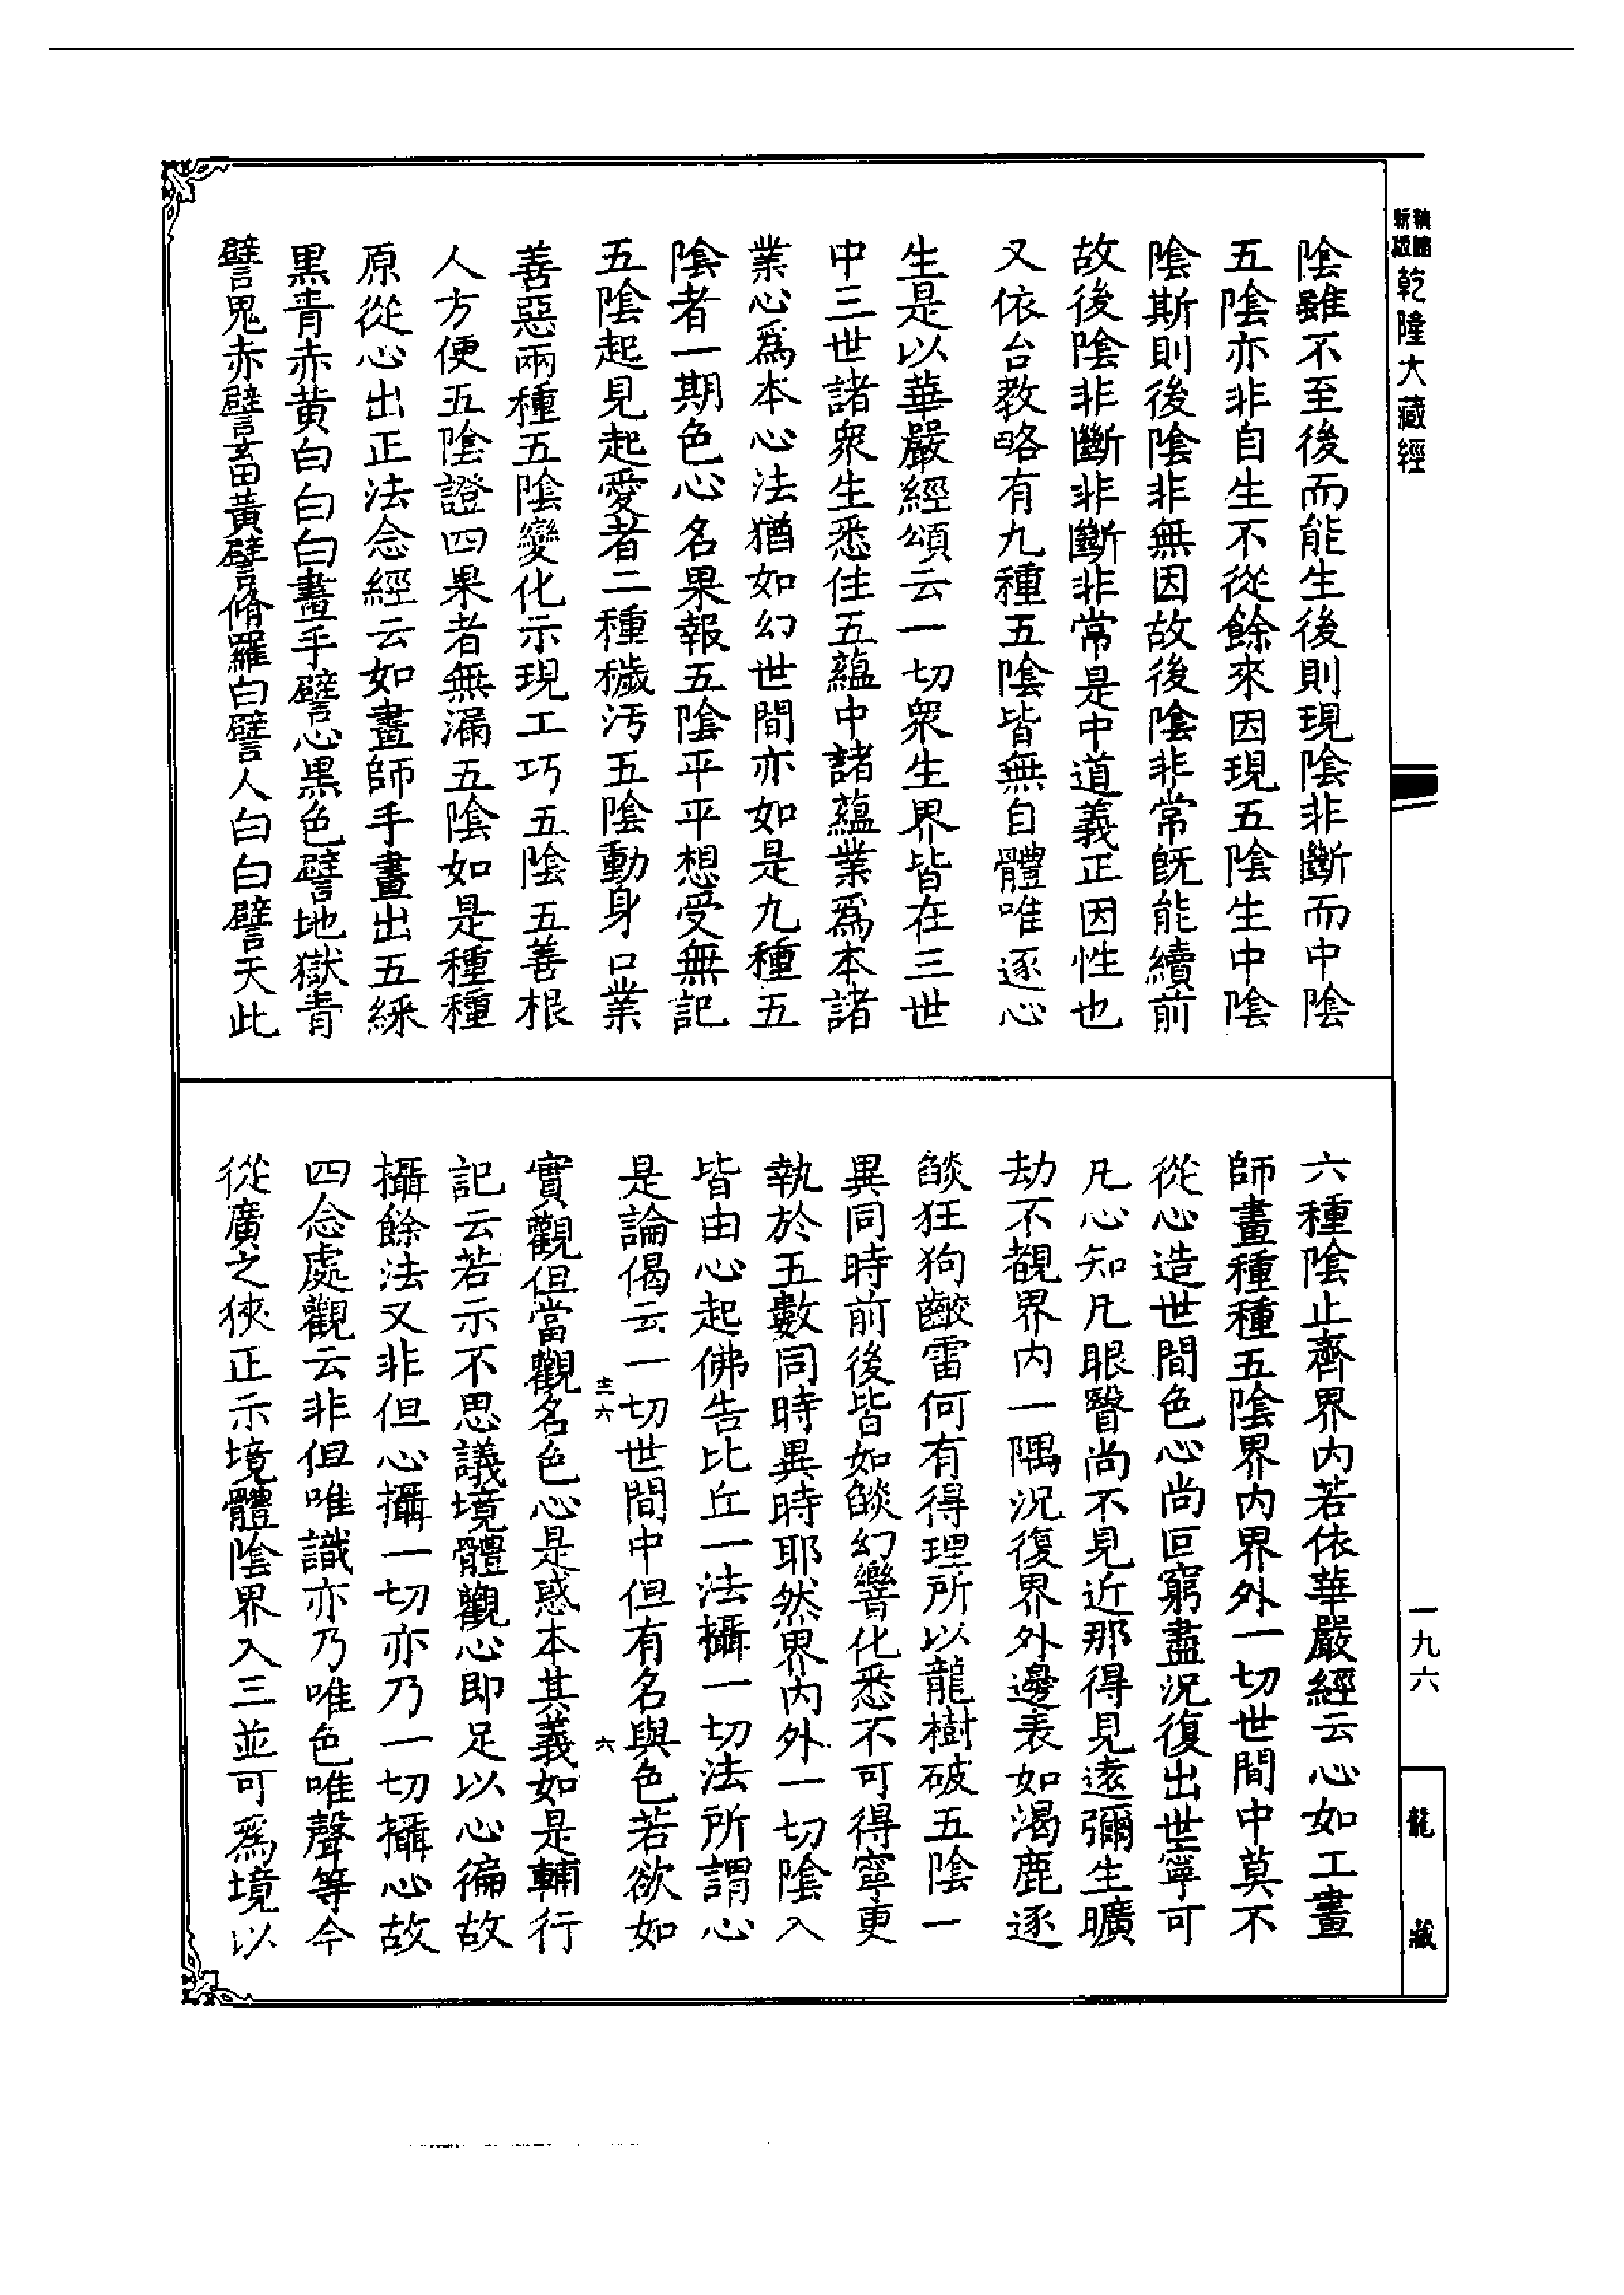 精縮新版
乾隆大藏經
陰雖不至後而能生後則現陰非斷而中陰
五陰亦非自生不從餘來因現五陰生中陰
陰斯則後陰非無因故後陰非常旣能續前
故後陰非斷非斷非常是中道義正因性也
又依台教略有九種五陰皆無自體唯逐心
生是以華嚴經頌云一切衆生界皆在三世
中三世諸衆生悉住五蘊中諸蘊業爲本諸
業心爲本心法猶如幻世間亦如是九種五
陰者一期色心名果報五陰平平想受無記
五陰起見起愛者二種穢汚五陰動身口業
善惡兩種五陰變化示現工巧五陰五善根
人方便五陰證四果者無漏五陰如是種種
原從心出正法念經云如畫師手畫出五綵
黑青赤黃白白白畫手譬心黑色譬地獄青
譬鬼赤譬畜黃譬脩羅白譬人白白譬天此
六種陰止齊界內若依華嚴經云心如工畫
師畫種種五陰界內界外一切世間中莫不
從心造世間色心尚叵窮盡況復出世寧可
凡心知凡眼瞖尚不見近那得見遠彌生曠
劫不覩界內一隅況復界外邊表如渴鹿逐
燄狂狗齩雷何有得理所以龍樹破五陰一
異同時前後皆如燄幻響化悉不可得寧更
執於五數同時異時耶然界內外一切陰入
皆由心起佛告比丘一法攝一切法所謂心
是論偈云一切世間中但有名與色若欲如
實觀但當觀名色心是惑本其義如是輔行
記云若示不思議境體觀心即足以心徧故
攝餘法又非但心攝一切亦乃一切攝心故
四念處觀云非但唯識亦乃唯色唯聲等今
從廣之狹正示境體陰界入三並可爲境以
六
一九六
龍藏